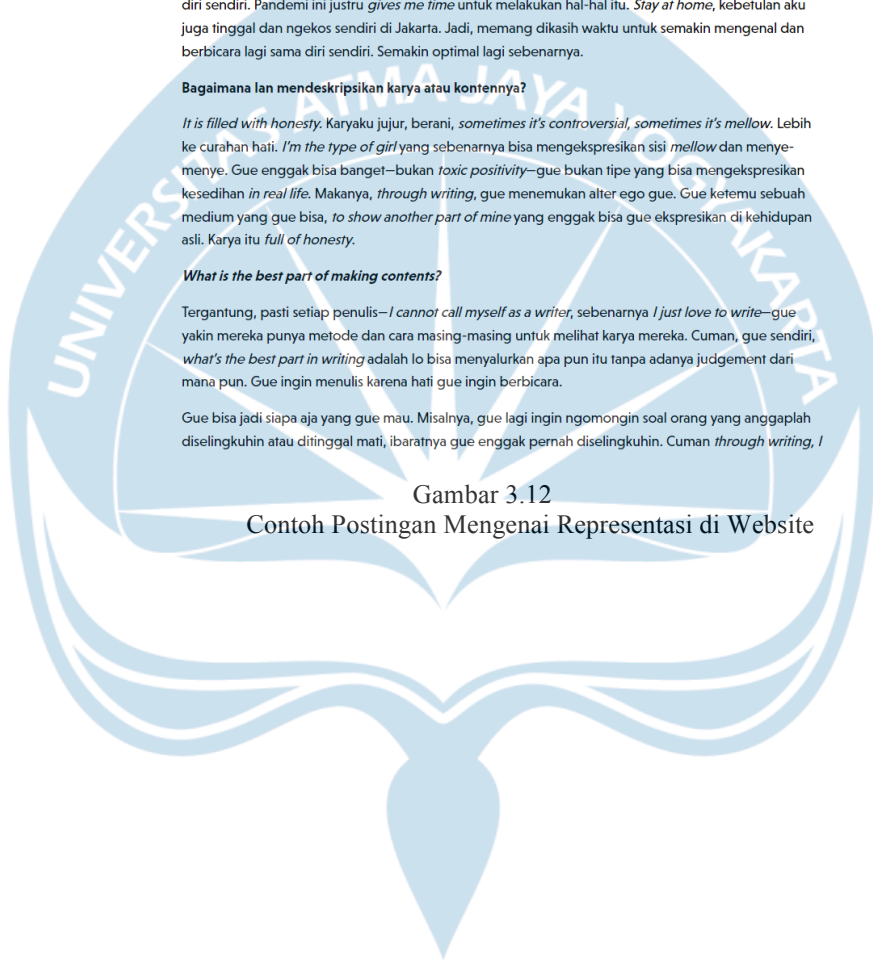 diri sendiri. Pandemi ini justru gives me time untuk melakukan hal-hal itu. Stay at home, kebetulan aku
juga tinggal dan ngekos sendiri di Jakarta. Jadi, memang dikasih waktu untuk semakin mengenal dan
berbicara lagi sama diri sendiri. Semakin optimal lagi sebenarnya.
Bagaimana Ian mendeskripsikan karya atau kontennya?
It is filled with honesty. Karyaku jujur, berani, sometimes it's controversial, sometimes it's mellow. Lebih
ke curahan hati. I'm the type of girl yang sebenarnya bisa mengekspresikan sisi mellow dan menye-
menye. Gue enggak bisa banget—bukan toxic positivity—gue bukan tipe yang bisa mengekspresikan
kesedihan in real life. Makanya, through writing, gue menemukan alter ego gue. Gue ketemu sebuah
medium yang gue bisa, to show another part of mine yang enggak bisa gue ekspresikan di kehidupan
asli. Karya itu full of honesty.
What is the best part of making contents?
Tergantung, pasti setiap penulis—I cannot call myself as a writer, sebenarnya I just love to write—gue
yakin mereka punya metode dan cara masing-masing untuk melihat karya mereka. Cuman, gue sendiri,
what's the best part in writing adalah lo bisa menyalurkan apa pun itu tanpa adanya judgement dari
mana pun. Gue ingin menulis karena hati gue ingin berbicara.
Gue bisa jadi siapa aja yang gue mau. Misalnya, gue lagi ingin ngomongin soal orang yang anggaplah
diselingkuhin atau ditinggal mati, ibaratnya gue enggak pernah diselingkuhin. Cuman through writing, I
Gambar 3.12
Contoh Postingan Mengenai Representasi di Website
UNIVERSITAS ATMA JAYA YOGYAKARTA